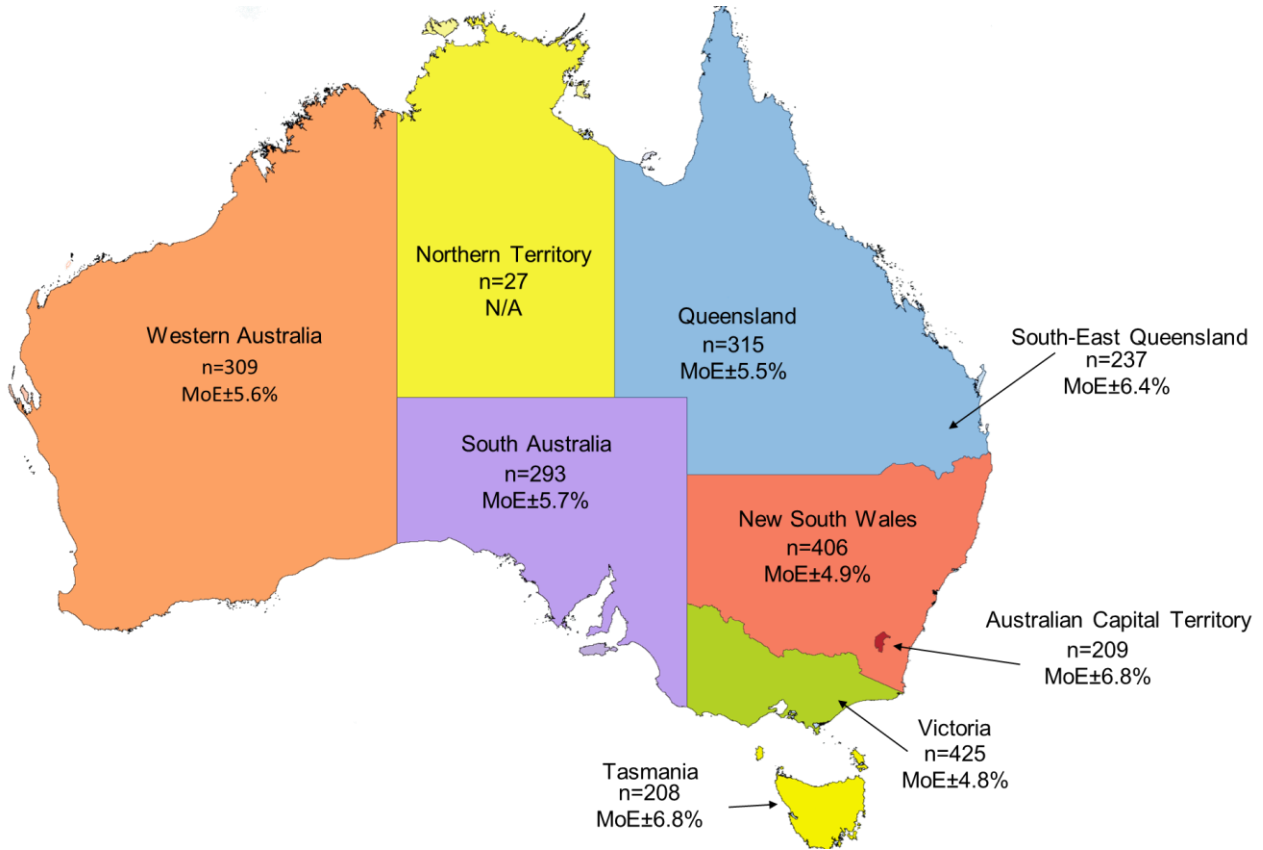 Northern Territory
n=27
N/A
Western Australia
n=309
MoE±5.6%
Queensland
n=315
MoE±5.5%
South-East Queensland
n=237
MoE±6.4%
South Australia
n=293
MoE±5.7%
New South Wales
n=406
MoE±4.9%
Australian Capital Territory
n=209
MoE±6.8%
Victoria
n=425
MoE±4.8%
Tasmania
n=208
MoE±6.8%